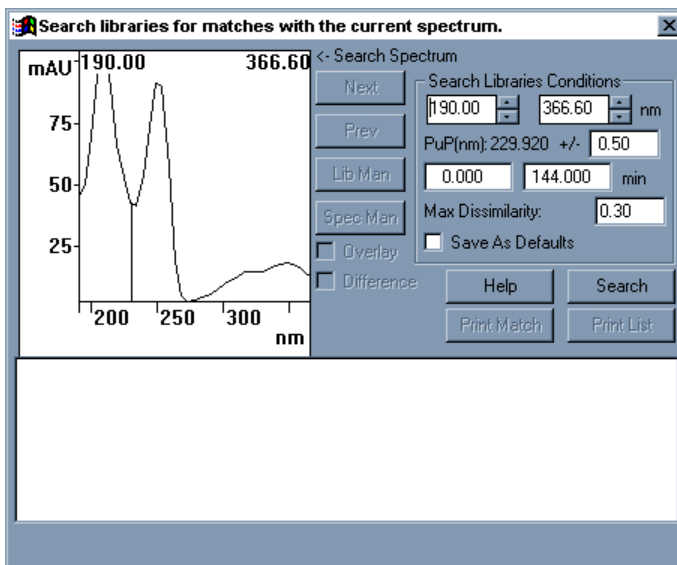 Search libraries for matches with the current spectrum.
mAU 190.00 366.60
75
50
25
200 250 300
nm
<- Search Spectrum
Next
Prev
Lib Man
Spec Man
Overlay
Difference
Search Libraries Conditions
190.00 366.60 nm
PuP(nm): 229.920 +/- 0.50
0.000 144.000 min
Max Dissimilarity: 0.30
Save As Defaults
Help Search
Print Match Print List